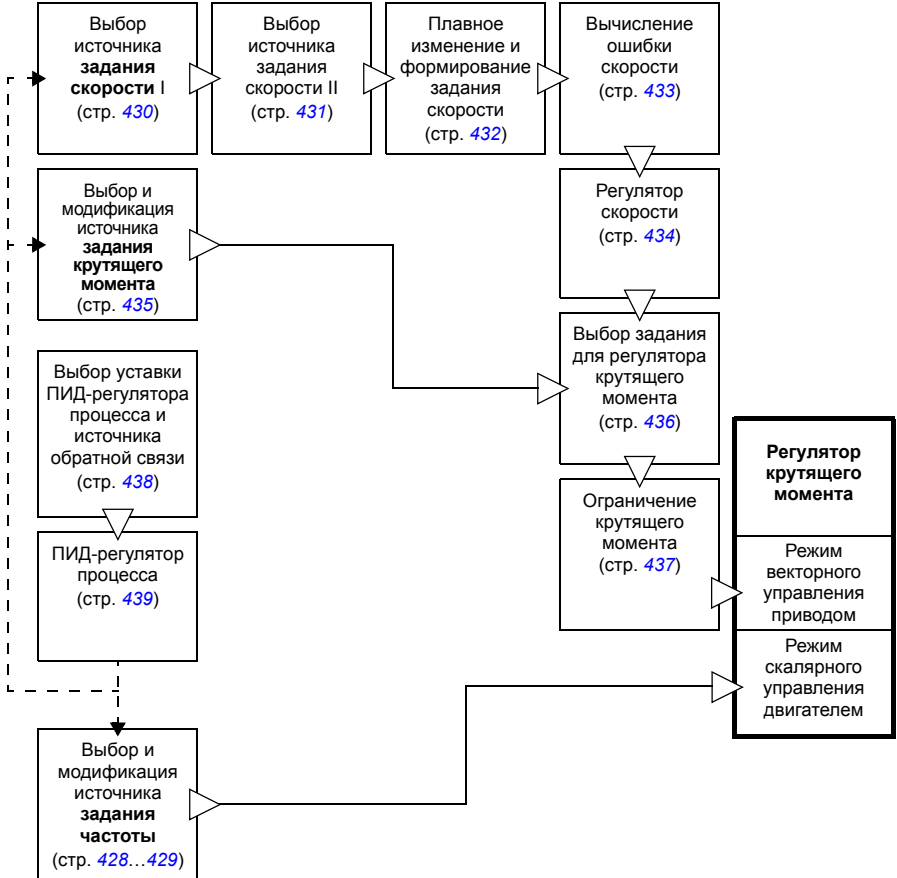 Выбор
источника
задания
скорости I
(стр. 430)
Выбор
источника
задания
скорости II
(стр. 431)
Плавное
изменение и
формирование
задания
скорости
(стр. 432)
Вычисление
ошибки
скорости
(стр. 433)
Регулятор
скорости
(стр. 434)
Выбор и
модификация
источника
задания
крутящего
момента
(стр. 435)
Выбор задания
для регулятора
крутящего
момента
(стр. 436)
Выбор уставки
ПИД-регулятора
процесса и
источника
обратной связи
(стр. 438)
Ограничение
крутящего
момента
(стр. 437)
ПИД-регулятор
процесса
(стр. 439)
Регулятор
крутящего
момента
Режим
векторного
управления
приводом
Режим
скалярного
управления
двигателем
Выбор и
модификация
источника
задания
частоты
(стр. 428…429)